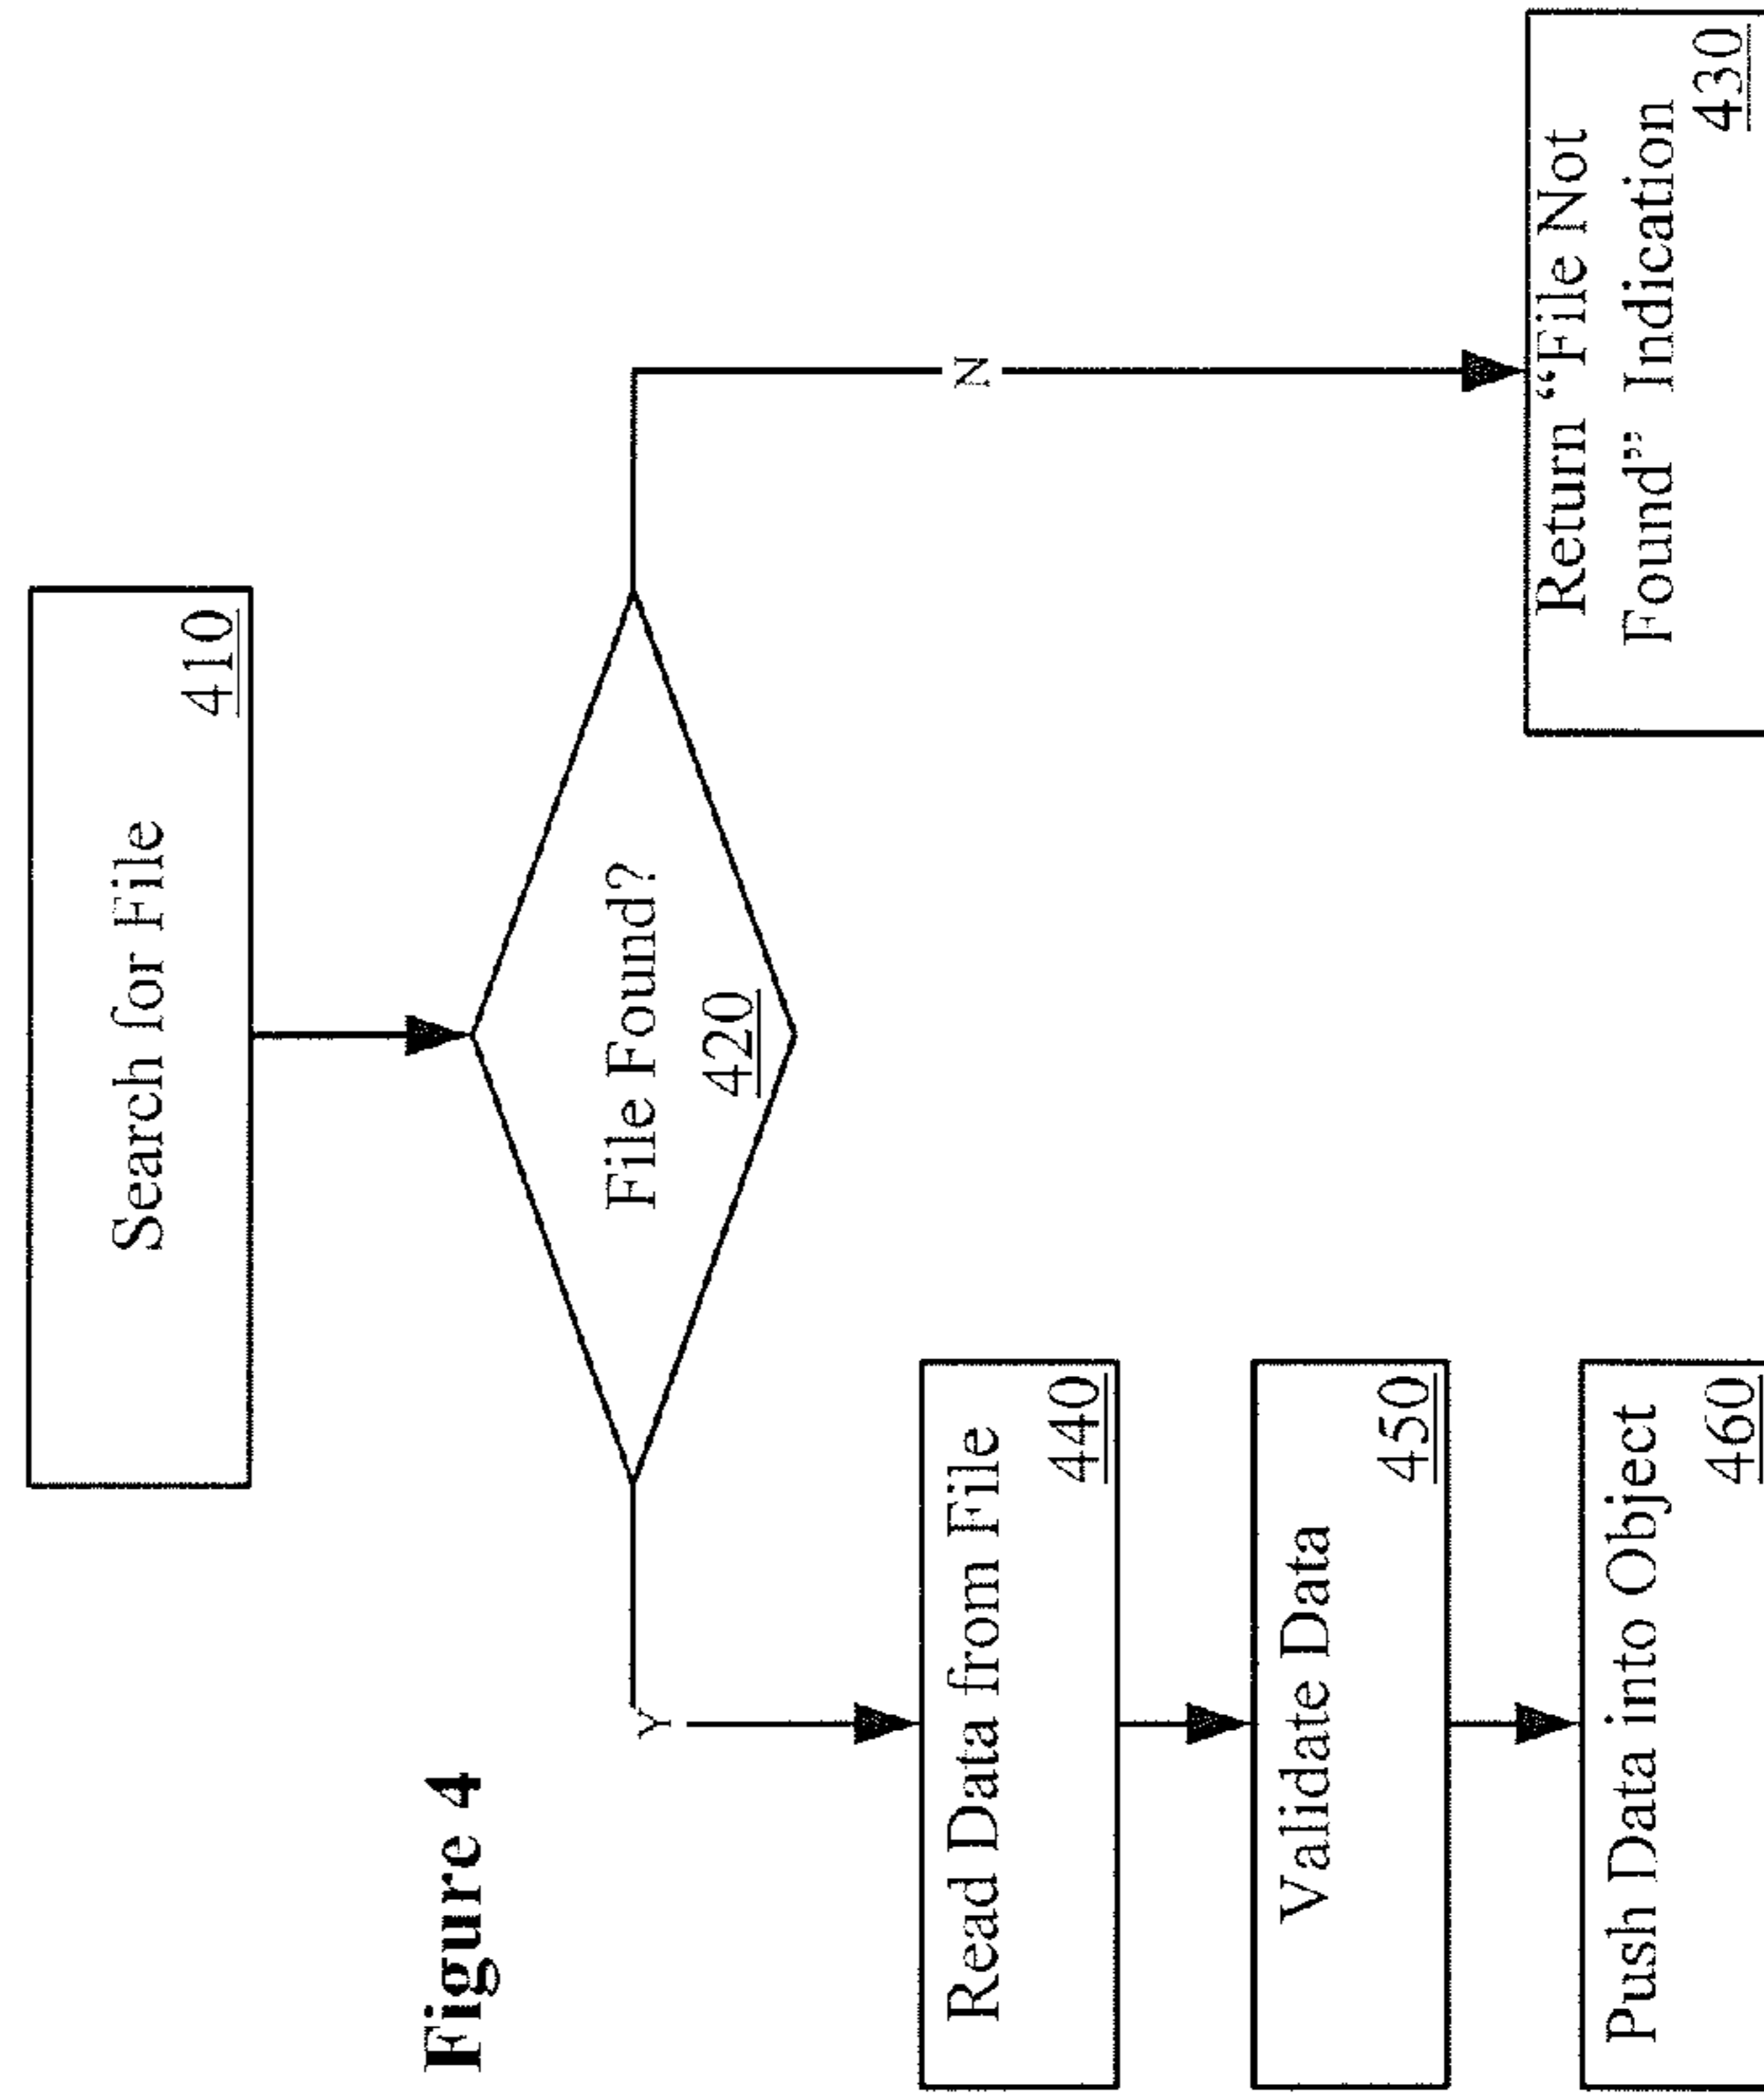 Figure 4
Search for File
410
File Found?
420
Y
N
Read Data from File
440
Validate Data
450
Push Data into Object
460
Return “File Not
Found” Indication
430